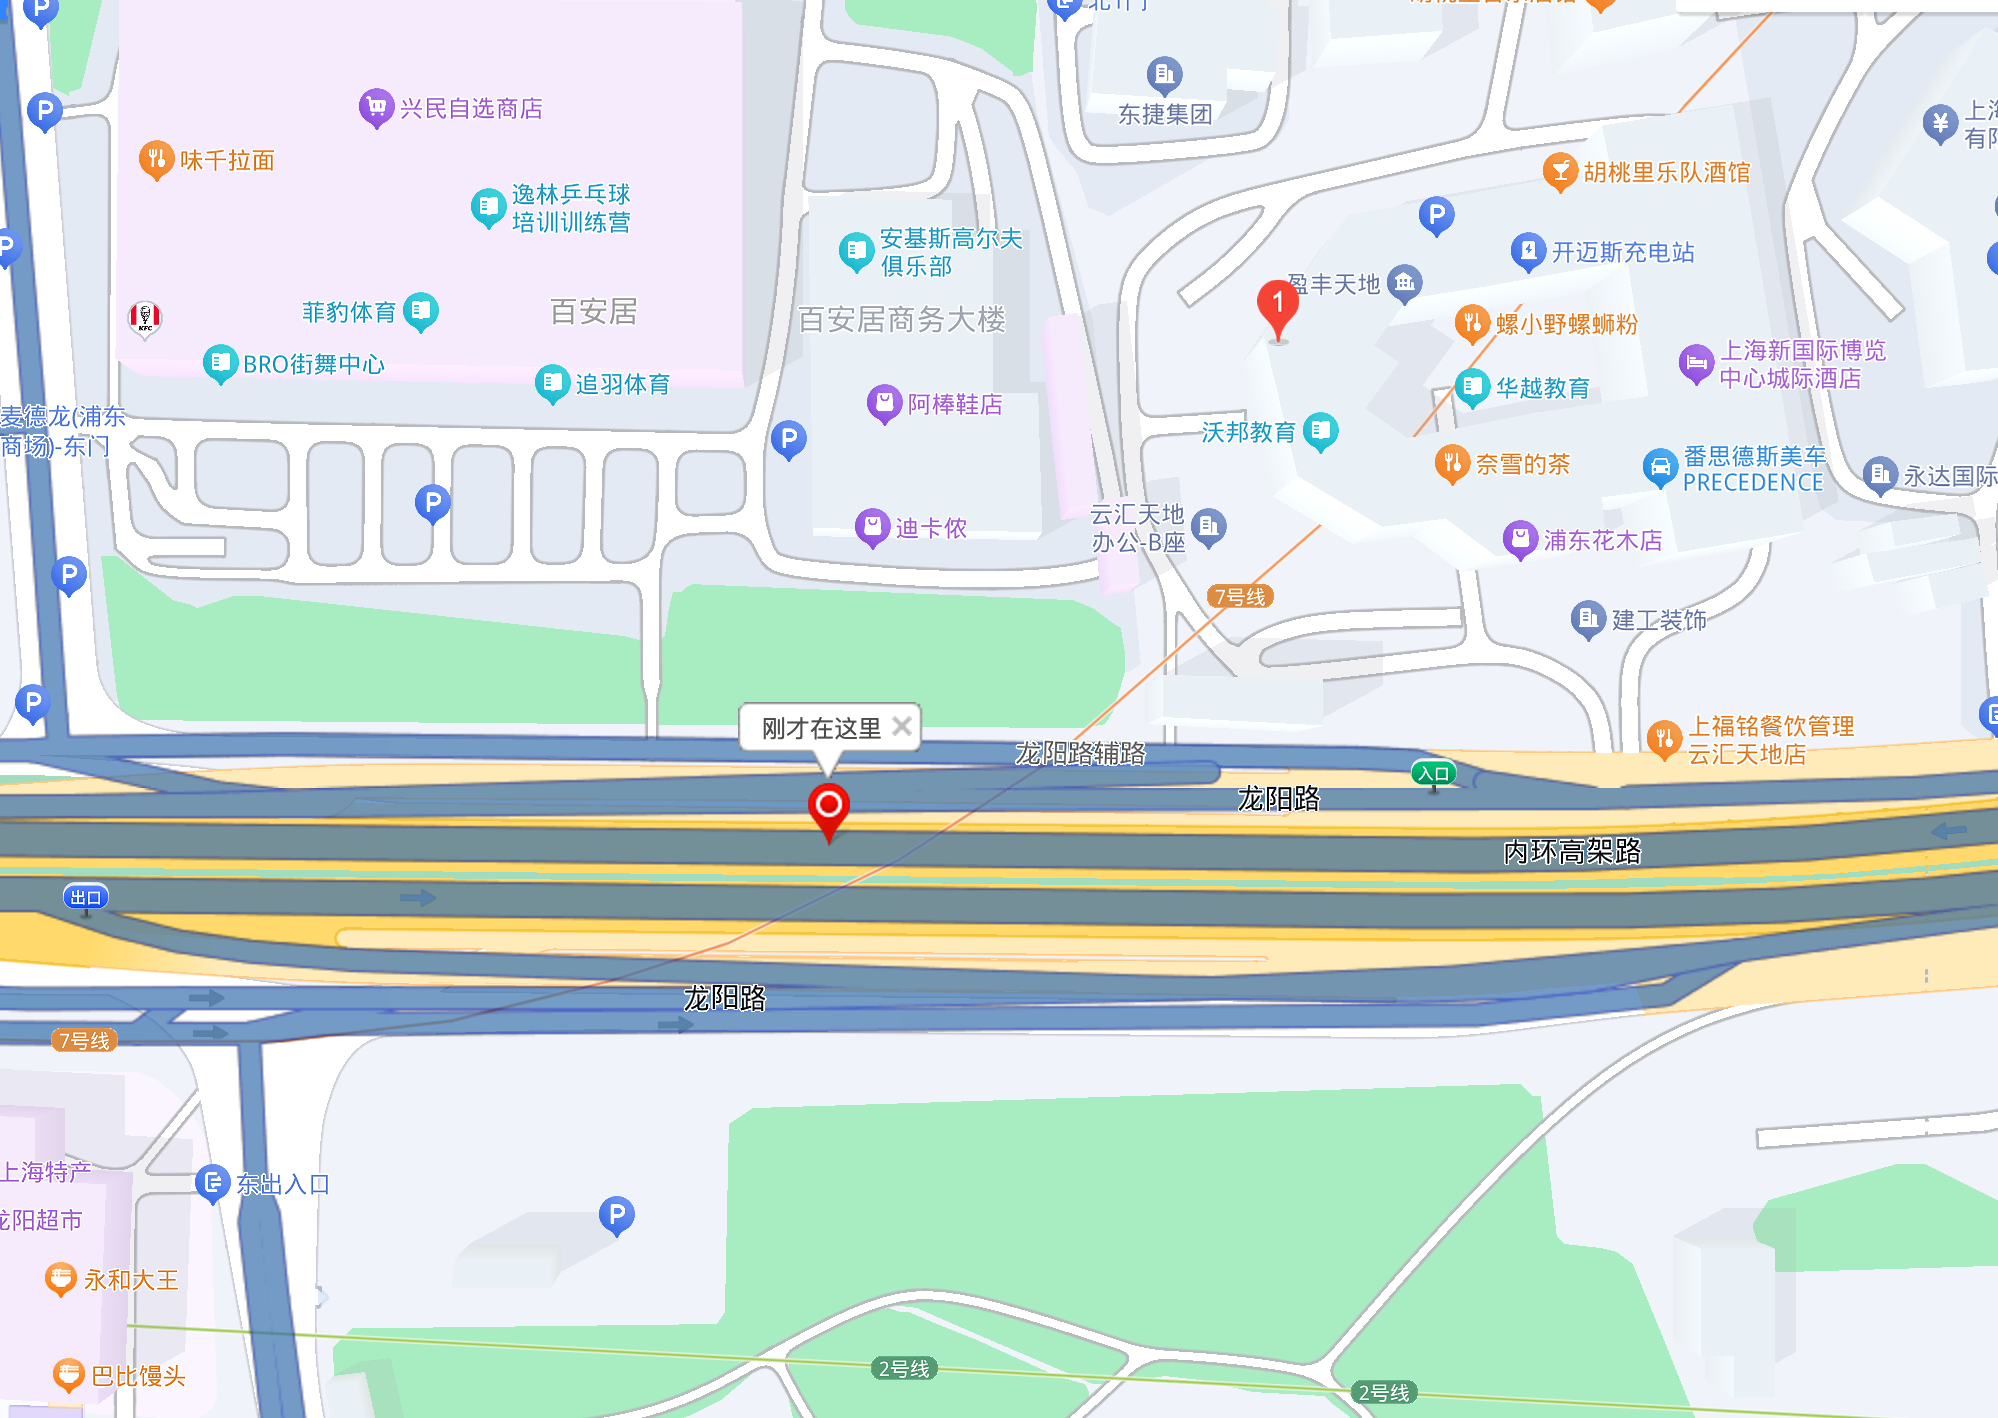 P
P
P
P
P
兴民自选商店
味千拉面
逸林乒乓球
培训训练营
KFC
菲豹体育
百安居
BRO街舞中心
追羽体育
麦德龙(浦东
商场)-东门
P
P
东捷集团
安基斯高尔夫
俱乐部
百安居商务大楼
阿棒鞋店
P
迪卡侬
云汇天地
办公-B座
1
盈丰天地
P
胡桃里乐队酒馆
开迈斯充电站
螺小野螺蛳粉
华越教育
沃邦教育
奈雪的茶
上海新国际博览
中心城际酒店
番思德斯美车
PRECEDENCE
浦东花木店
永达国际
¥
上海
有限
7号线
建工装饰
上福铭餐饮管理
云汇天地店
刚才在这里
龙阳路辅路
入口
龙阳路
内环高架路
出口
龙阳路
7号线
上海特产
龙阳超市
东出入口
P
永和大王
巴比馒头
2号线
2号线